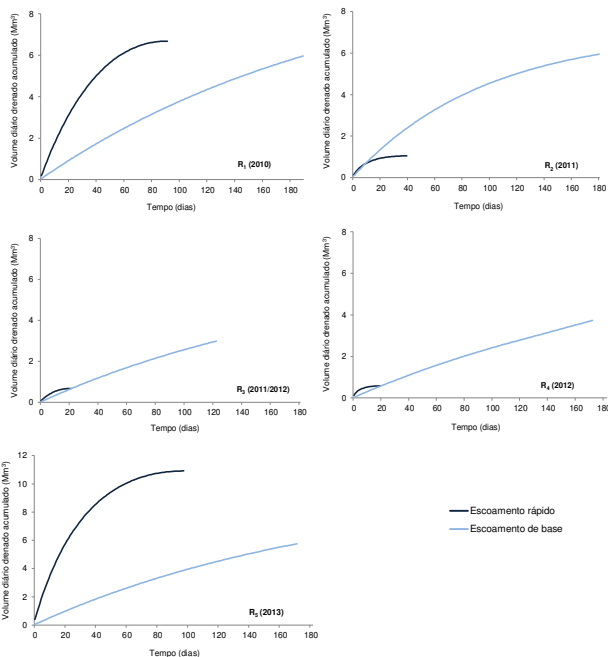 Volume diário drenado acumulado (Mm³)
8
6
4
2
0
R₁ (2010)
0 20 40 60 80 100 120 140 160 180
Tempo (dias)
Volume diário drenado acumulado (Mm³)
8
6
4
2
0
R₂ (2011)
0 20 40 60 80 100 120 140 160 180
Tempo (dias)
Volume diário drenado acumulado (Mm³)
8
6
4
2
0
R₃ (2011/2012)
0 20 40 60 80 100 120 140 160 180
Tempo (dias)
Volume diário drenado acumulado (Mm³)
8
6
4
2
0
R₄ (2012)
0 20 40 60 80 100 120 140 160 180
Tempo (dias)
Volume diário drenado acumulado (Mm³)
12
10
8
6
4
2
0
R₅ (2013)
0 20 40 60 80 100 120 140 160 180
Tempo (dias)
Escoamento rápido
Escoamento de base